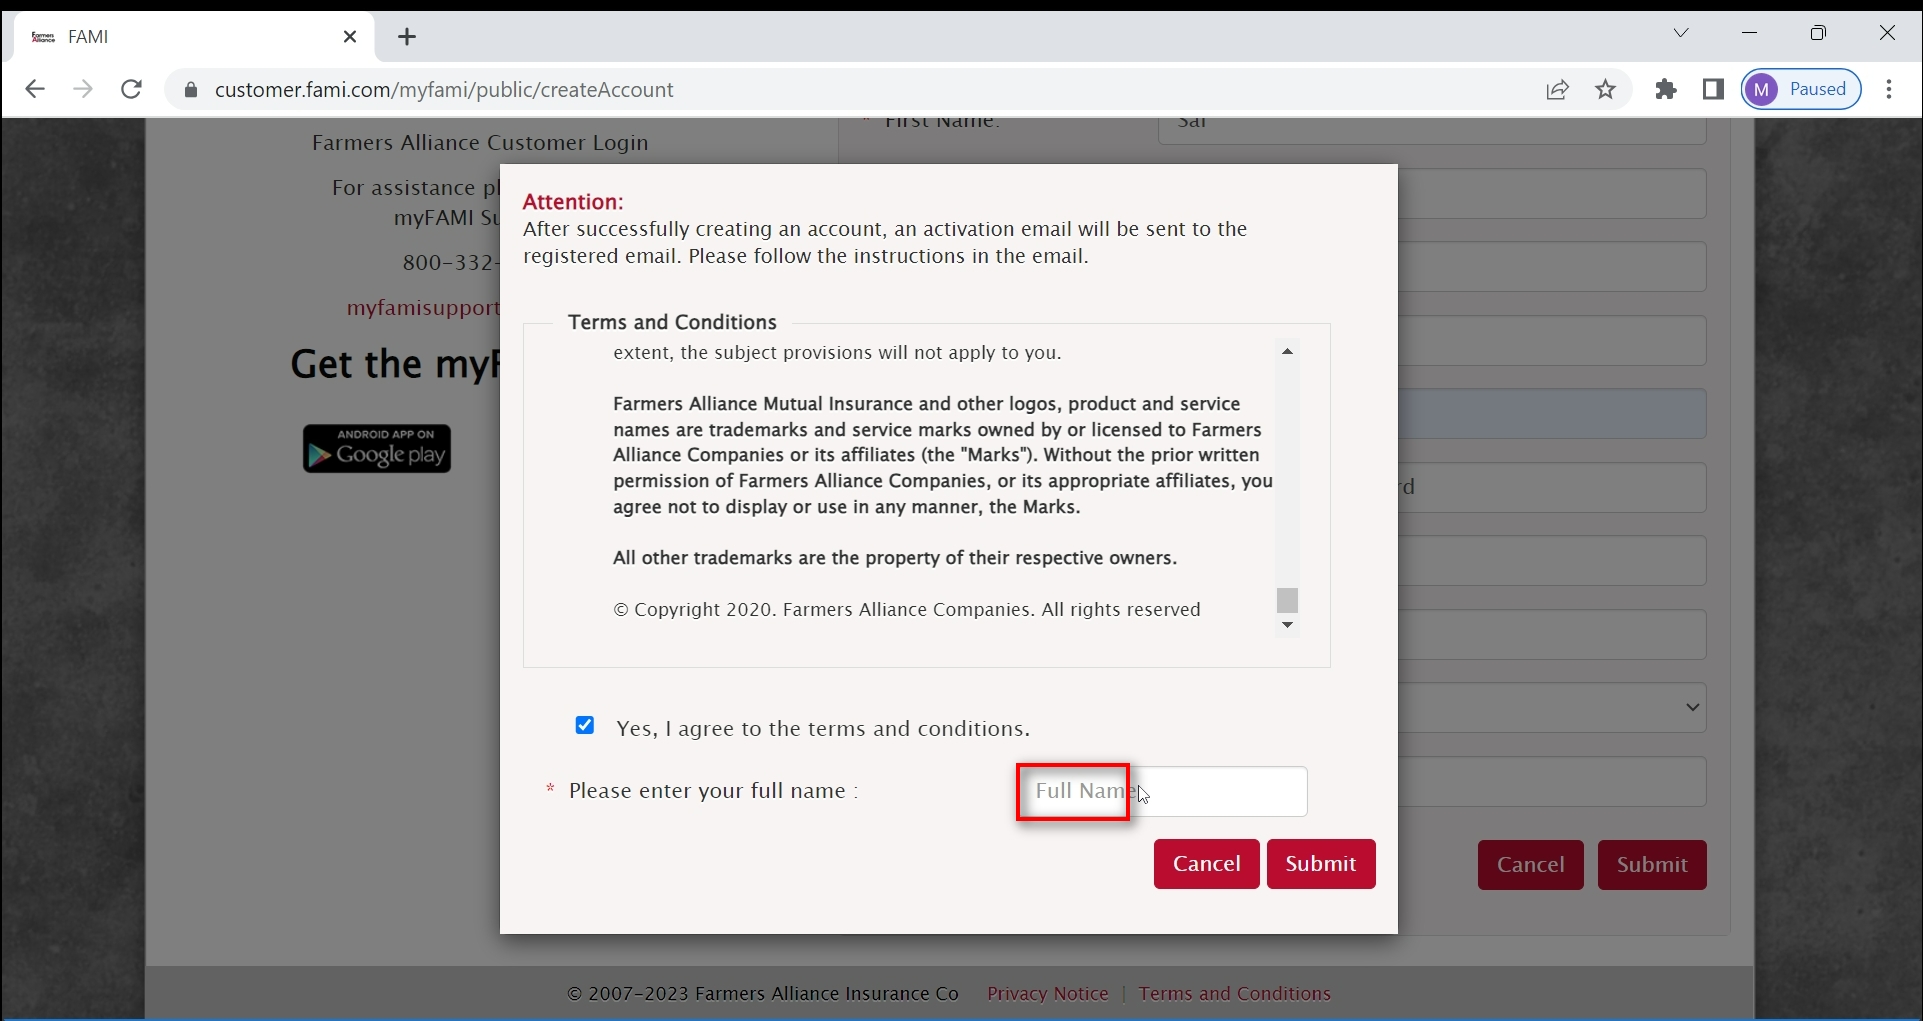 FAMI
customer.fami.com/myfami/public/createAccount
M Paused
Farmers Alliance Customer Login
* First Name:
For assistance
myFAMI
800-332-
myfamisupport
Get the
ANDROID APP ON
Google play
Attention:
After successfully creating an account, an activation email will be sent to the
registered email. Please follow the instructions in the email.
Terms and Conditions
extent, the subject provisions will not apply to you.
Farmers Alliance Mutual Insurance and other logos, product and service
names are trademarks and service marks owned by or licensed to Farmers
Alliance Companies or its affiliates (the "Marks"). Without the prior written
permission of Farmers Alliance Companies, or its appropriate affiliates, you
agree not to display or use in any manner, the Marks.
All other trademarks are the property of their respective owners.
© Copyright 2020. Farmers Alliance Companies. All rights reserved
Yes, I agree to the terms and conditions.
* Please enter your full name :
Full Name
Cancel Submit
Cancel Submit
© 2007-2023 Farmers Alliance Insurance Co Privacy Notice | Terms and Conditions